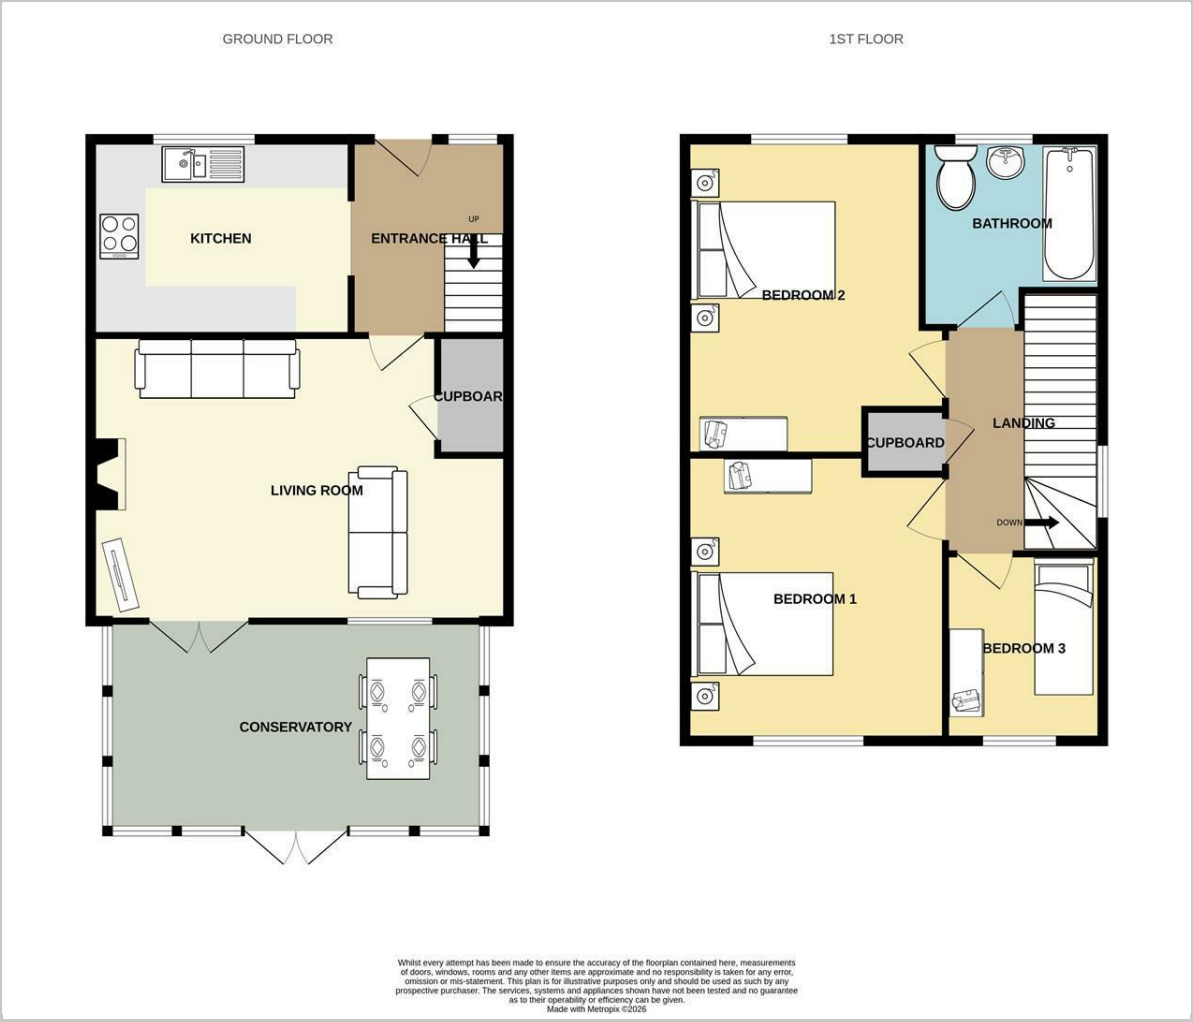 GROUND FLOOR
1ST FLOOR
KITCHEN
UP
ENTRANCE HALL
CUPBOAR
LIVING ROOM
CONSERVATORY
BATHROOM
BEDROOM 2
LANDING
CUPBOARD
DOWN
BEDROOM 1
BEDROOM 3
Whilst every attempt has been made to ensure the accuracy of the floorplan contained here, measurements
of doors, windows, rooms and any other items are approximate and no responsibility is taken for any error,
omission or mis-statement. This plan is for illustrative purposes only and should be used as such by any
prospective purchaser. The services, systems and appliances shown have not been tested and no guarantee
as to their operability or efficiency can be given.
Made with Metropix ©2026